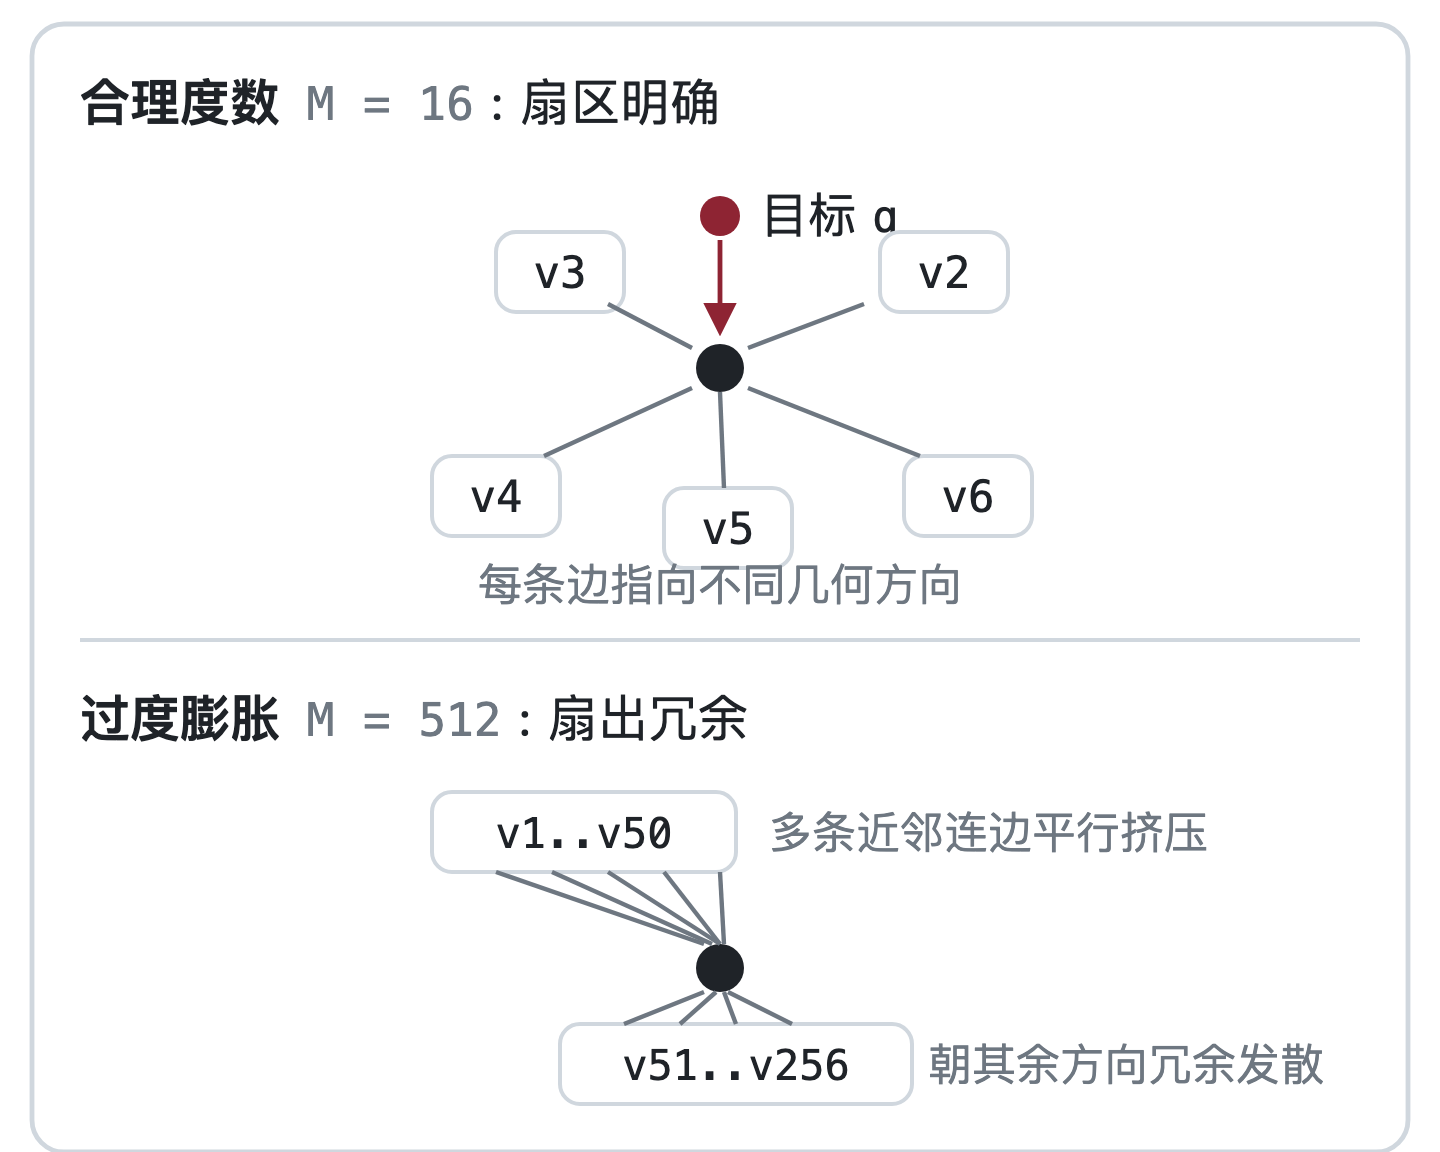 合理度数 M = 16：扇区明确
目标 q
v3
v2
v4
v6
v5
每条边指向不同几何方向
过度膨胀 M = 512：扇出冗余
v1..v50
多条近邻连边平行挤压
v51..v256
朝其余方向冗余发散